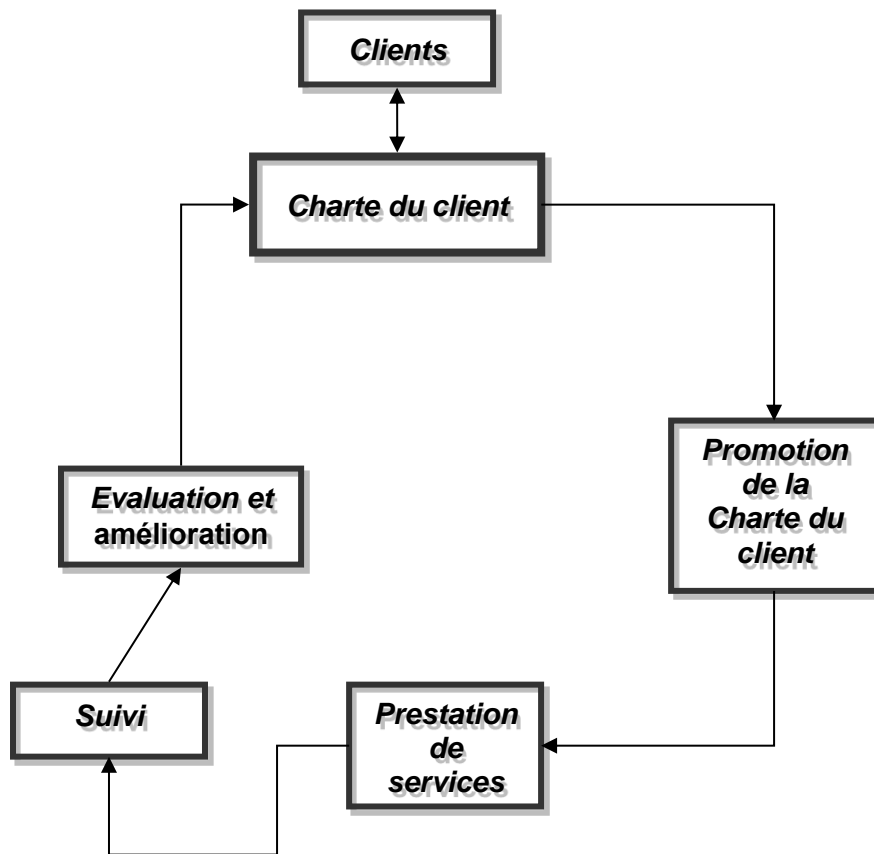 Clients
Charte du client
Promotion
de la
Charte du
client
Evaluation et
amélioration
Suivi
Prestation
de
services